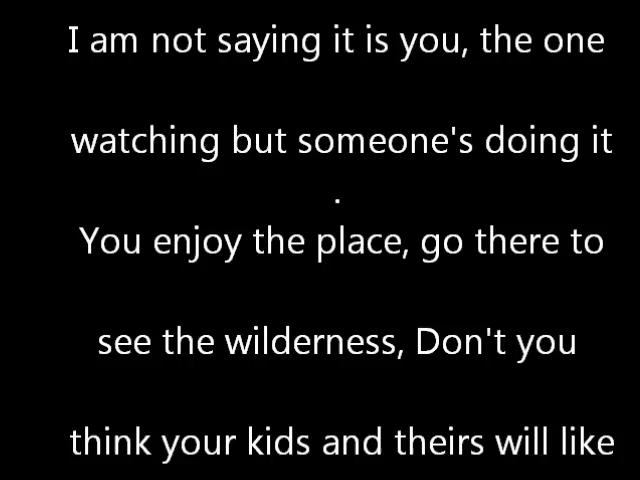 I am not saying it is you, the one
watching but someone's doing it
.
You enjoy the place, go there to
see the wilderness, Don't you
think your kids and theirs will like